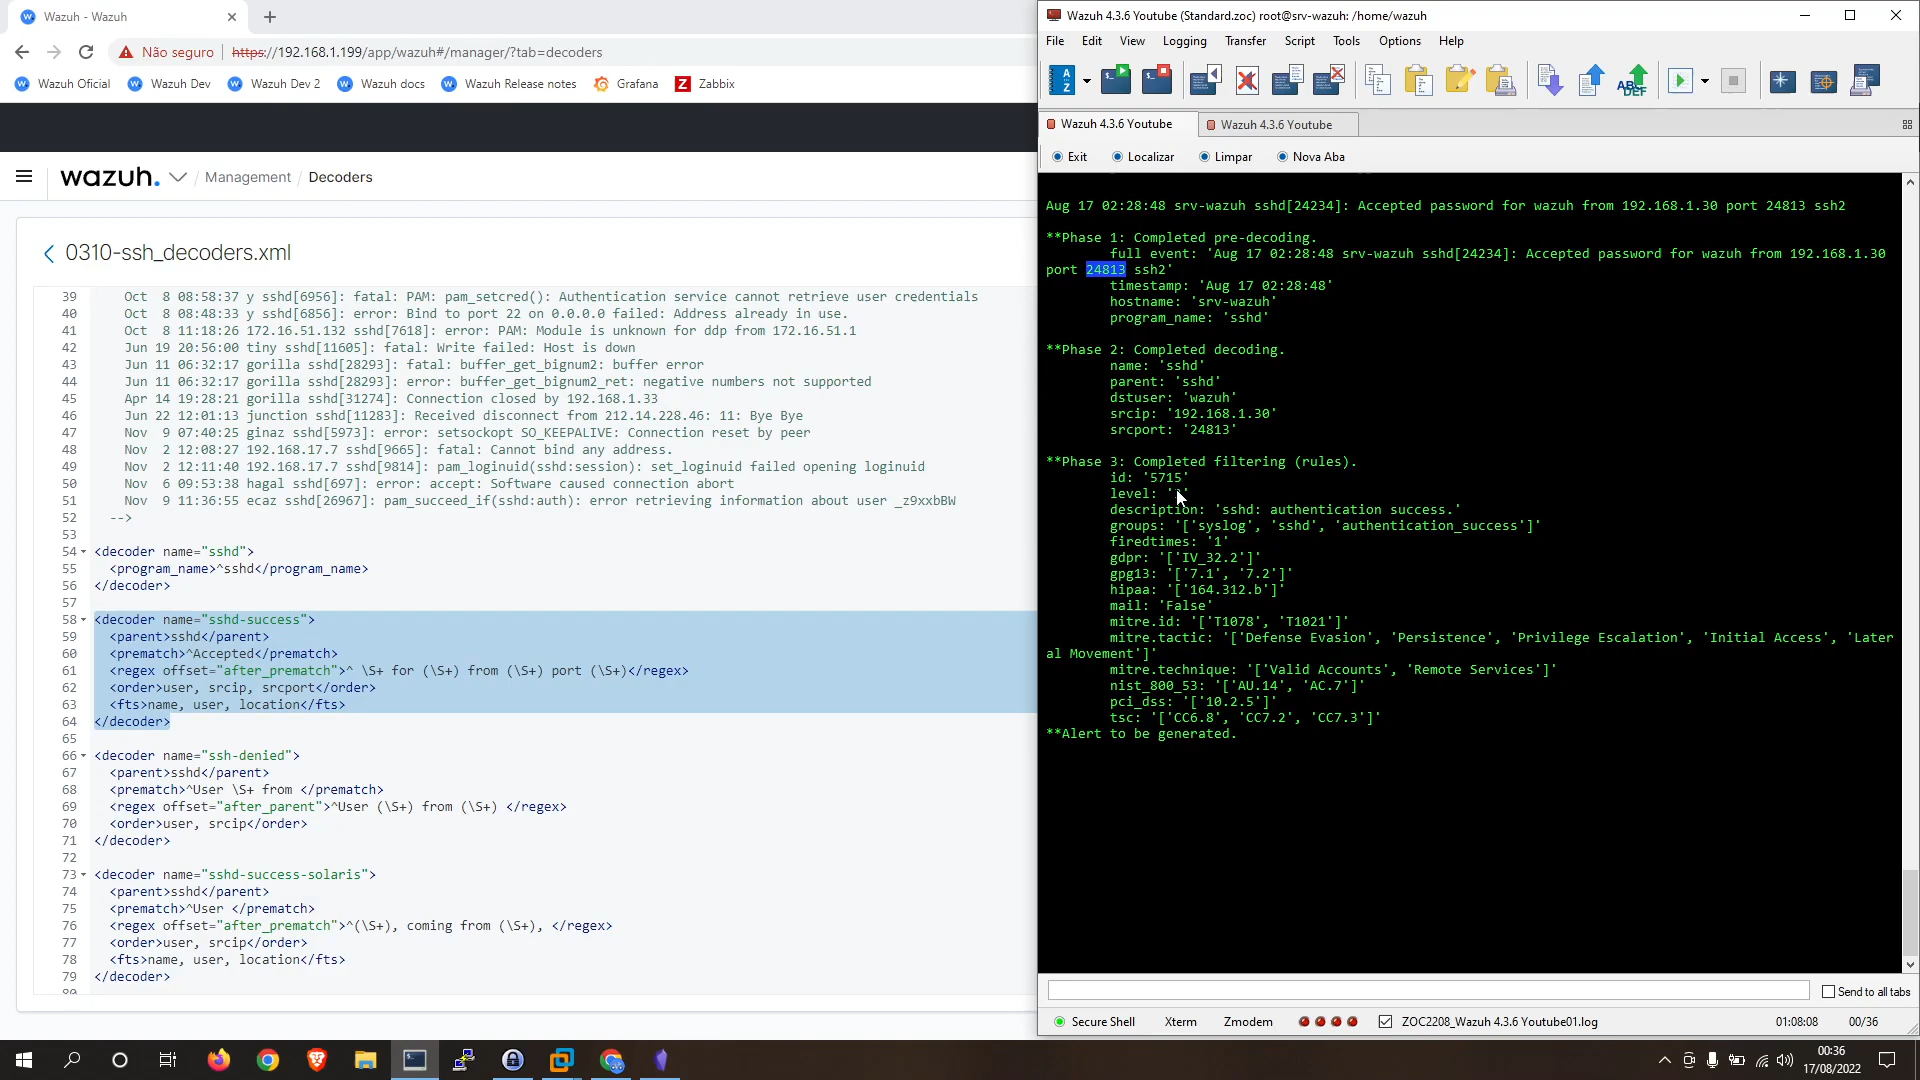 Wazuh - Wazuh
Não seguro
https://192.168.1.199/app/wazuh#/manager/?tab=decoders
Wazuh Oficial
Wazuh Dev
Wazuh Dev 2
Wazuh docs
Wazuh Release notes
Grafana
Zabbix
wazuh.
/ Management / Decoders
0310-ssh_decoders.xml
39 Oct  8 08:58:37 y sshd[6956]: fatal: PAM: pam_setcred(): Authentication service cannot retrieve user credentials
40 Oct  8 08:48:33 y sshd[6856]: error: Bind to port 22 on 0.0.0.0 failed: Address already in use.
41 Oct  8 11:18:26 172.16.51.132 sshd[7618]: error: PAM: Module is unknown for ddp from 172.16.51.1
42 Jun 19 20:56:00 tiny sshd[11605]: fatal: Write failed: Host is down
43 Jun 11 06:32:17 gorilla sshd[28293]: fatal: buffer_get_bignum2: buffer error
44 Jun 11 06:32:17 gorilla sshd[28293]: error: buffer_get_bignum2_ret: negative numbers not supported
45 Apr 14 19:28:21 gorilla sshd[31274]: Connection closed by 192.168.1.33
46 Jun 22 12:01:13 junction sshd[11283]: Received disconnect from 212.14.228.46: 11: Bye Bye
47 Nov  9 07:40:25 ginaz sshd[5973]: error: setsockopt SO_KEEPALIVE: Connection reset by peer
48 Nov  2 12:08:27 192.168.17.7 sshd[9665]: fatal: Cannot bind any address.
49 Nov  2 12:11:40 192.168.17.7 sshd[9814]: pam_loginuid(sshd:session): set_loginuid failed opening loginuid
50 Nov  6 09:53:38 hagal sshd[697]: error: accept: Software caused connection abort
51 Nov  9 11:36:55 ecaz sshd[26967]: pam_succeed_if(sshd:auth): error retrieving information about user _z9xxbBW
52 -->
53
54 <decoder name="sshd">
55 <program_name>^sshd</program_name>
56 </decoder>
57
58 <decoder name="sshd-success">
59 <parent>sshd</parent>
60 <prematch>^Accepted</prematch>
61 <regex offset="after_prematch">^ \S+ for (\S+) from (\S+) port (\S+)</regex>
62 <order>user, srcip, srcport</order>
63 <fts>name, user, location</fts>
64 </decoder>
65
66 <decoder name="ssh-denied">
67 <parent>sshd</parent>
68 <prematch>^User \S+ from </prematch>
69 <regex offset="after_parent">^User (\S+) from (\S+) </regex>
70 <order>user, srcip</order>
71 </decoder>
72
73 <decoder name="sshd-success-solaris">
74 <parent>sshd</parent>
75 <prematch>^User </prematch>
76 <regex offset="after_prematch">^(\S+), coming from (\S+), </regex>
77 <order>user, srcip</order>
78 <fts>name, user, location</fts>
79 </decoder>
80
Wazuh 4.3.6 Youtube (Standard.zoc) root@srv-wazuh: /home/wazuh
File Edit View Logging Transfer Script Tools Options Help
Wazuh 4.3.6 Youtube
Wazuh 4.3.6 Youtube
Exit Localizar Limpar Nova Aba
Aug 17 02:28:48 srv-wazuh sshd[24234]: Accepted password for wazuh from 192.168.1.30 port 24813 ssh2
**Phase 1: Completed pre-decoding.
full event: 'Aug 17 02:28:48 srv-wazuh sshd[24234]: Accepted password for wazuh from 192.168.1.30
port 24813 ssh2'
timestamp: 'Aug 17 02:28:48'
hostname: 'srv-wazuh'
program_name: 'sshd'
**Phase 2: Completed decoding.
name: 'sshd'
parent: 'sshd'
dstuser: 'wazuh'
srcip: '192.168.1.30'
srcport: '24813'
**Phase 3: Completed filtering (rules).
id: '5715'
level: '
description: 'sshd: authentication success.'
groups: '['syslog', 'sshd', 'authentication_success']'
firedtimes: '1'
gdpr: '['IV_32.2']'
gpg13: '['7.1', '7.2']'
hipaa: '['164.312.b']'
mail: 'False'
mitre.id: '['T1078', 'T1021']'
mitre.tactic: '['Defense Evasion', 'Persistence', 'Privilege Escalation', 'Initial Access', 'Later
al Movement']'
mitre.technique: '['Valid Accounts', 'Remote Services']'
nist_800_53: '['AU.14', 'AC.7']'
pci_dss: '['10.2.5']'
tsc: '['CC6.8', 'CC7.2', 'CC7.3']'
**Alert to be generated.
Send to all tabs
Secure Shell Xterm Zmodem ZOC2208_Wazuh 4.3.6 Youtube01.log 01:08:08 00/36
00:36
17/08/2022